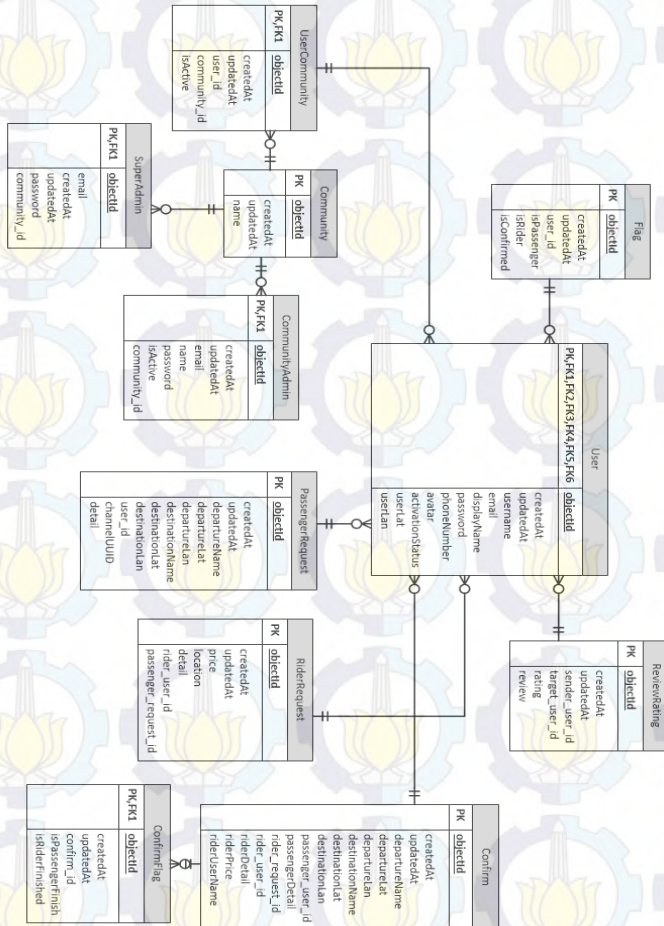 Flag
PK
objectId
createdAt
updatedAt
user_id
isPassenger
isRider
isConfirmed
UserCommunity
PK,FK1
objectId
createdAt
updatedAt
user_id
community_id
isActive
Community
PK
objectId
createdAt
updatedAt
name
SuperAdmin
PK,FK1
objectId
email
createdAt
updatedAt
password
community_id
CommunityAdmin
PK,FK1
objectId
createdAt
updatedAt
email
name
password
isActive
community_id
User
PK,FK1,FK2,FK3,FK4,FK5,FK6
objectId
createdAt
updatedAt
username
email
displayName
password
phoneNumber
avatar
activationStatus
userLat
userLan
PassengerRequest
PK
objectId
createdAt
updatedAt
departureName
departureLat
departureLan
destinationName
destinationLat
destinationLan
user_id
channelUUID
detail
ReviewRating
PK
objectId
createdAt
updatedAt
sender_user_id
target_user_id
rating
review
RiderRequest
PK
objectId
createdAt
updatedAt
price
location
detail
rider_user_id
passenger_request_id
Confirm
PK
objectId
createdAt
updatedAt
departureName
departureLat
departureLan
destinationName
destinationLat
destinationLan
passenger_user_id
passengerDetail
rider_request_id
rider_user_id
riderDetail
riderPrice
riderUserName
ConfirmFlag
PK,FK1
objectId
createdAt
updatedAt
confirm_id
isPassengerFinish
isRiderFinished